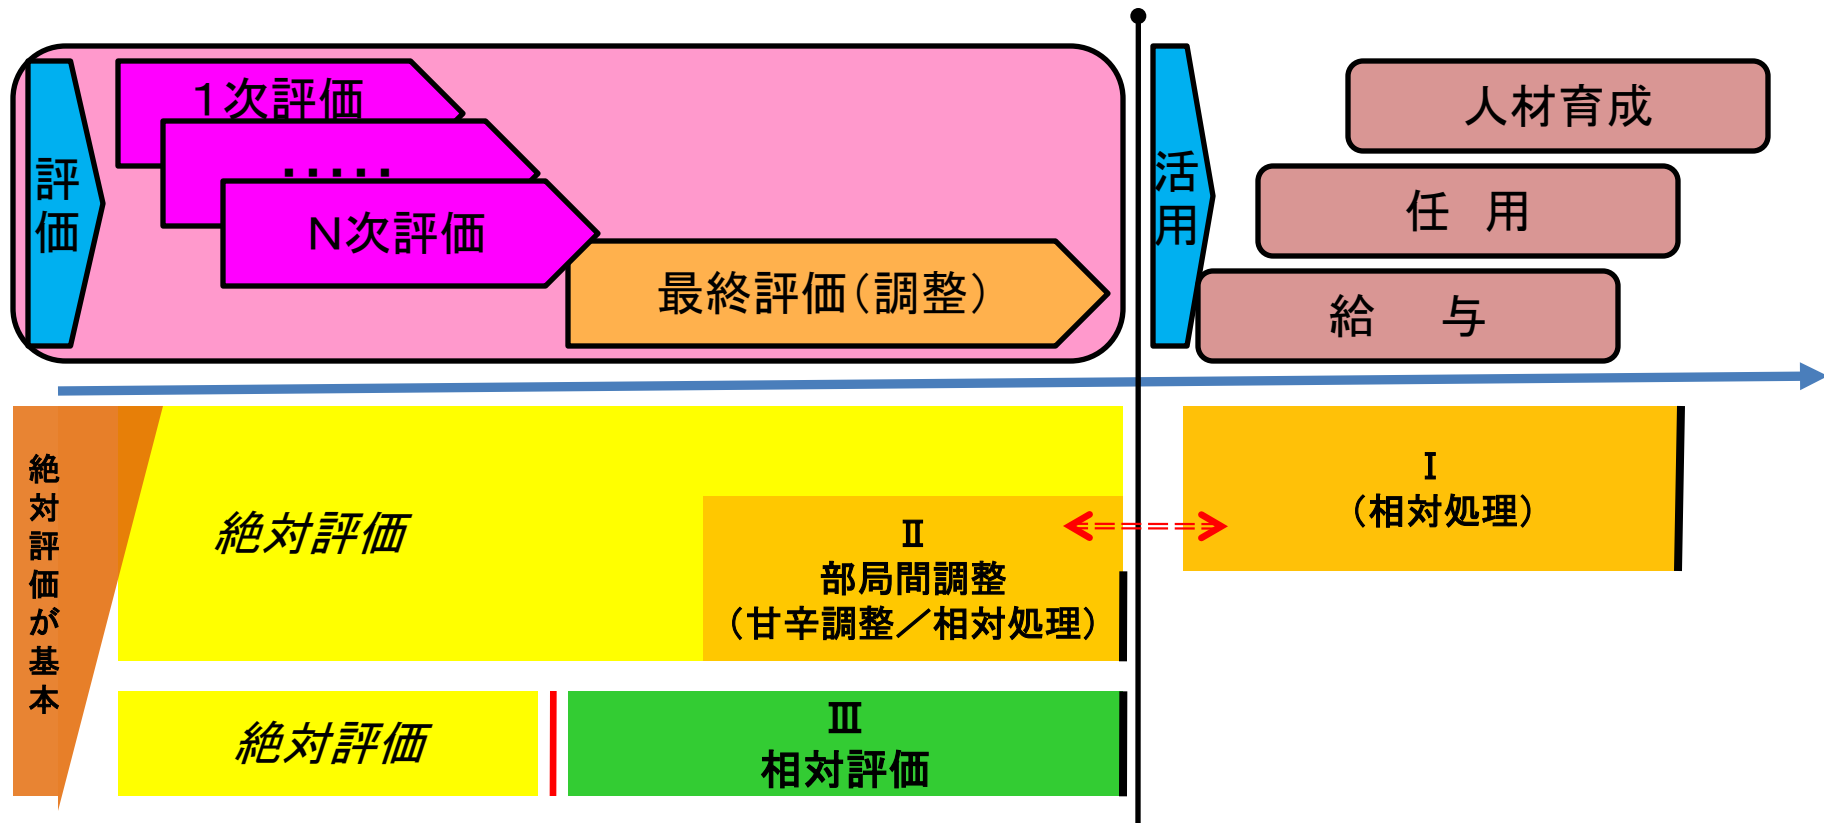 評価
１次評価
.....
N次評価
最終評価（調整）
活用
人材育成
任　用
給　与
絶対評価が基本
絶対評価
Ⅱ
部局間調整
（甘辛調整／相対処理）
Ⅰ
（相対処理）
絶対評価
Ⅲ
相対評価